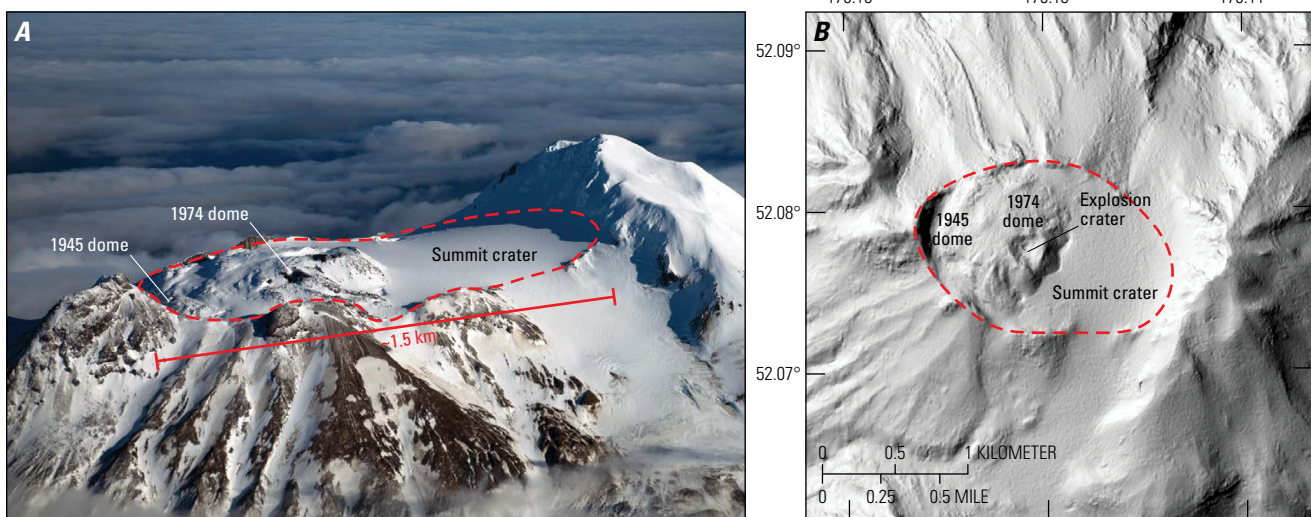 A
1974 dome
1945 dome
Summit crater
~1.5 km
B
52.09°
52.08°
52.07°
1945
dome
1974
dome
Explosion
crater
Summit crater
0 0.5 1 KILOMETER
0 0.25 0.5 MILE